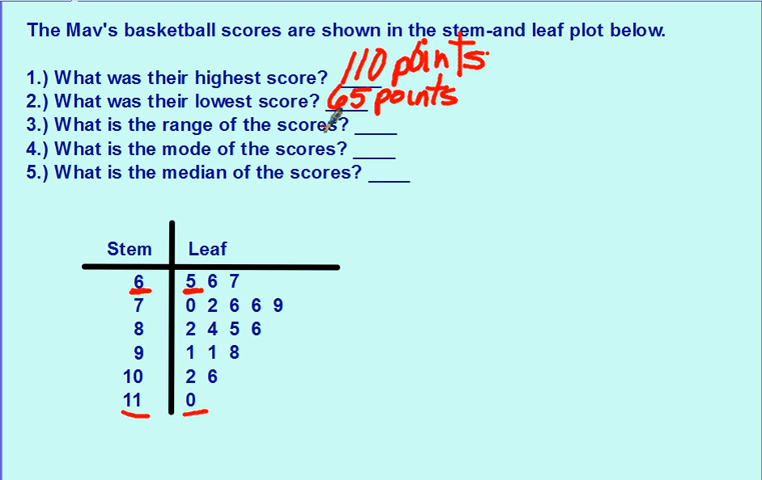 The Mav's basketball scores are shown in the stem-and leaf plot below.
1.) What was their highest score? ____ 110 points.
2.) What was their lowest score? ____ 65 points
3.) What is the range of the scores? ____
4.) What is the mode of the scores? ____
5.) What is the median of the scores? ____
Stem Leaf
6 5 6 7
7 0 2 6 6 9
8 2 4 5 6
9 1 1 8
10 2 6
11 0